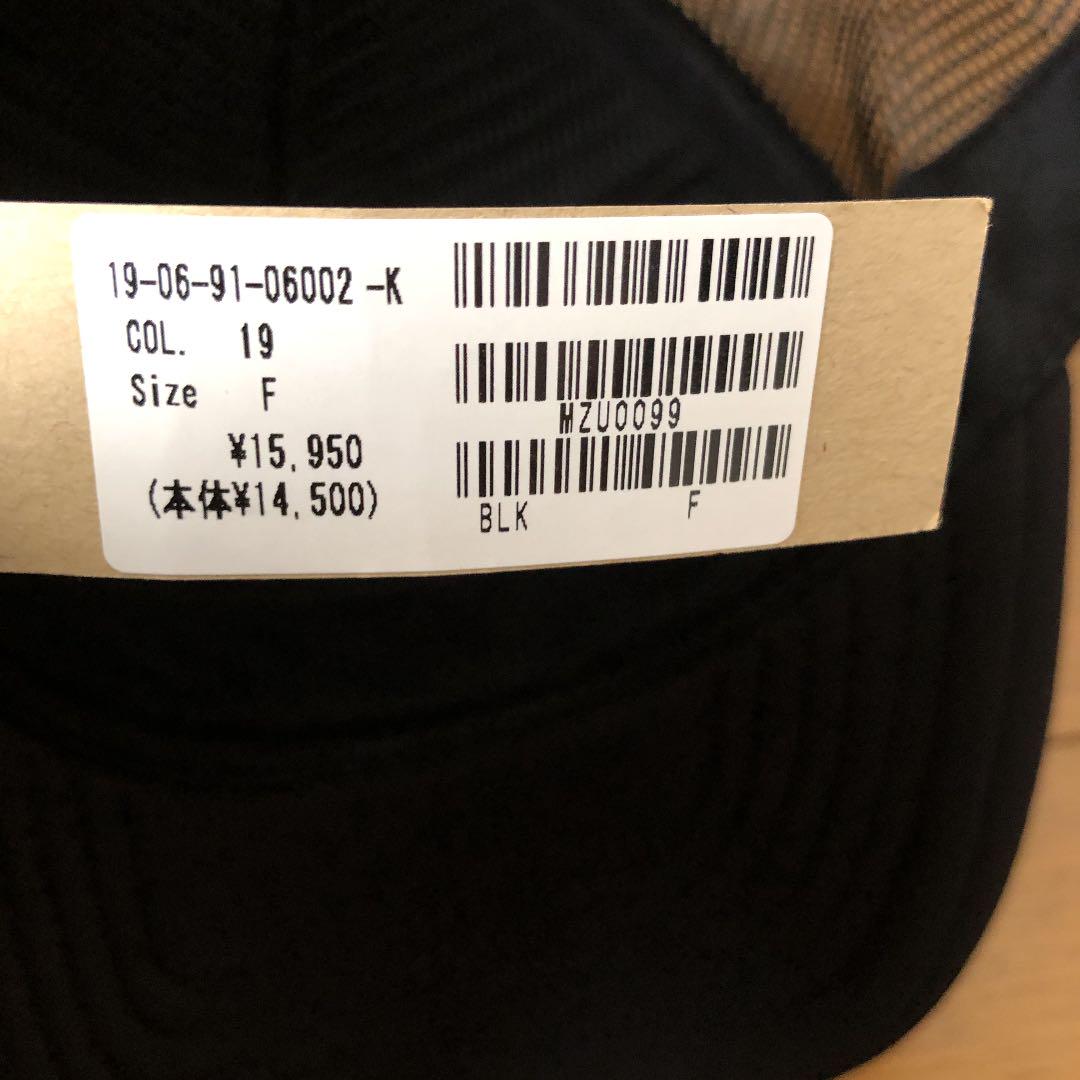 19-06-91-06002 -K
COL. 19
Size F
¥15,950
(本体¥14,500)
MZU0099
BLK F